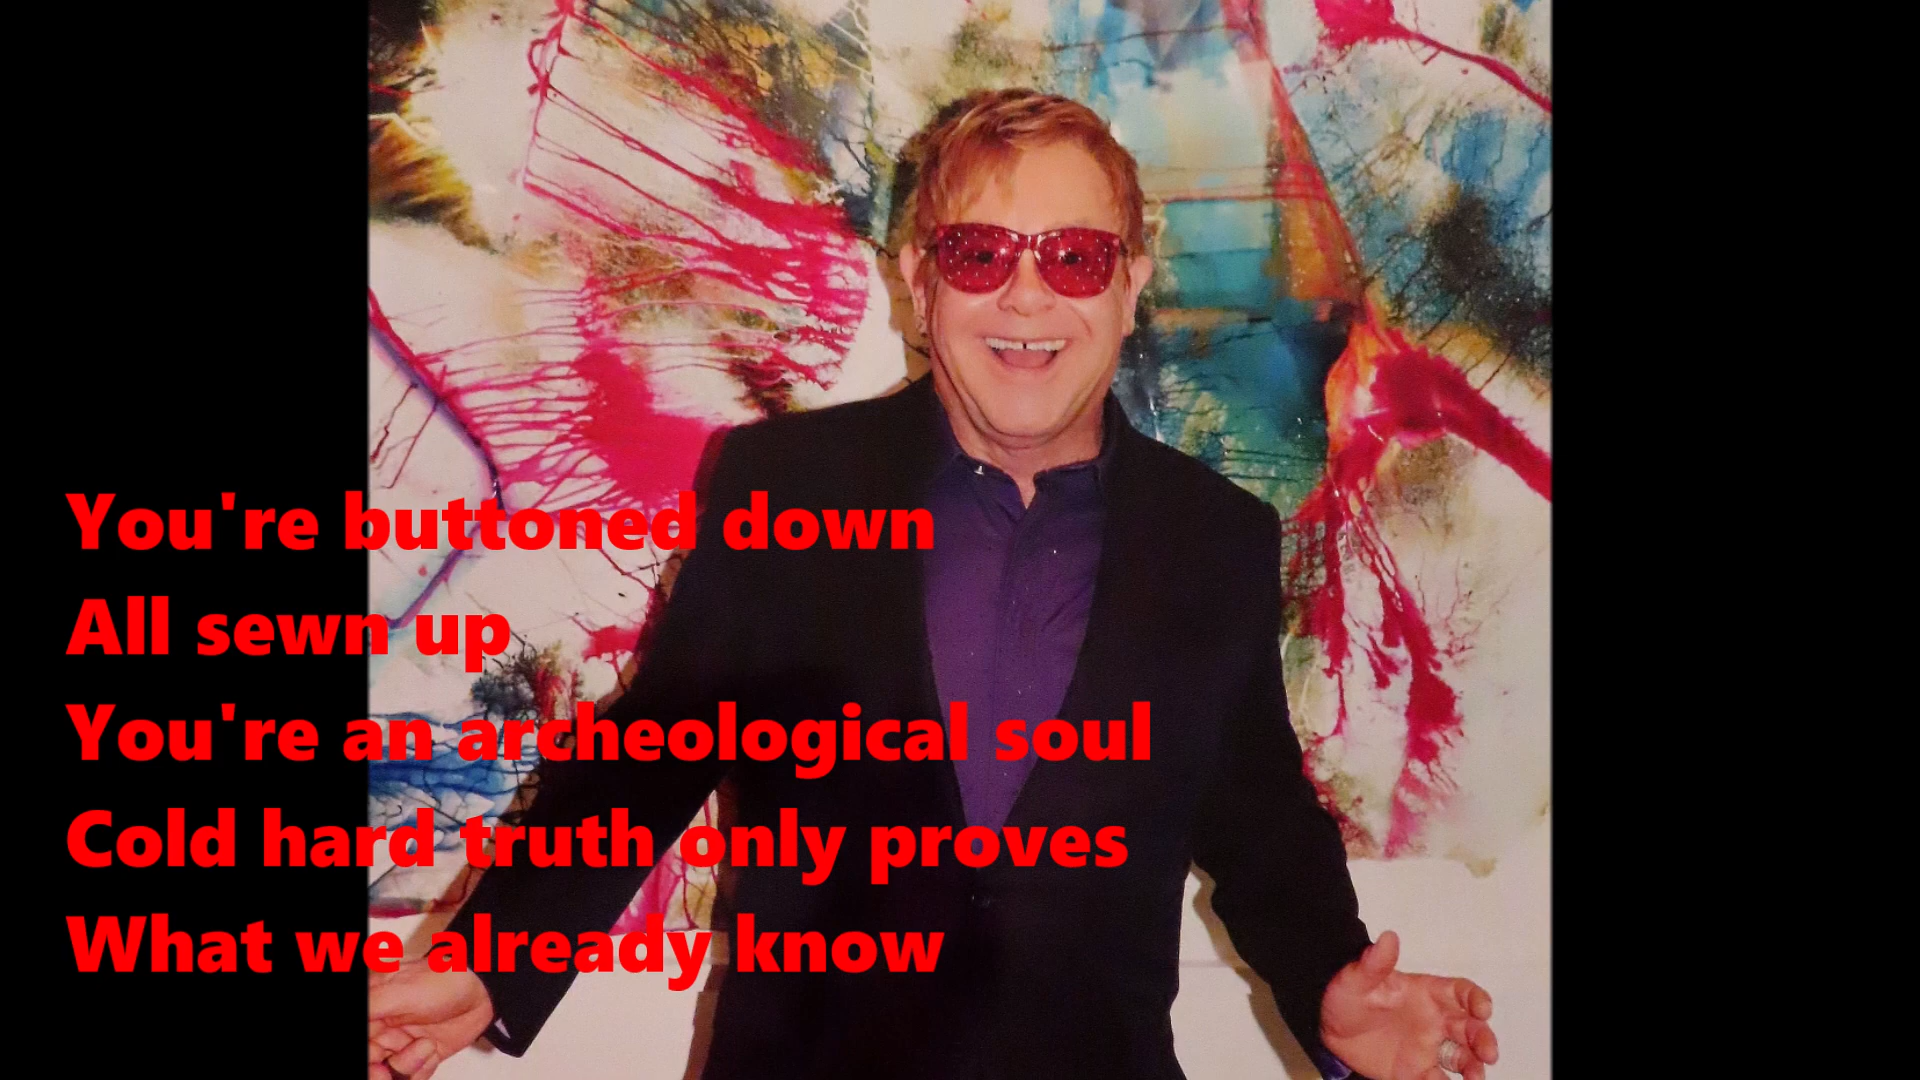 You're buttoned down
All sewn up
You're an archeological soul
Cold hard truth only proves
What we already know